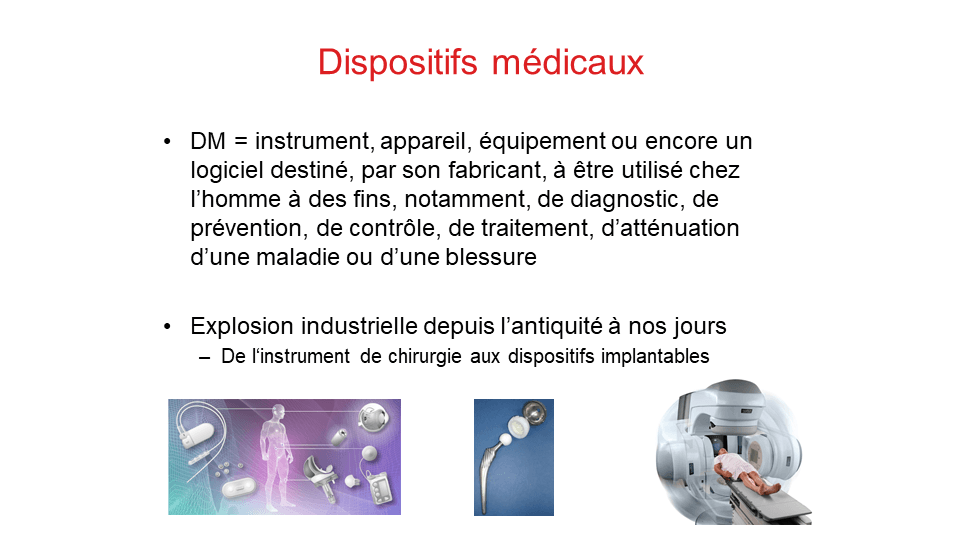 Dispositifs médicaux
• DM = instrument, appareil, équipement ou encore un
logiciel destiné, par son fabricant, à être utilisé chez
l’homme à des fins, notamment, de diagnostic, de
prévention, de contrôle, de traitement, d’atténuation
d’une maladie ou d’une blessure
• Explosion industrielle depuis l’antiquité à nos jours
– De l‘instrument de chirurgie aux dispositifs implantables